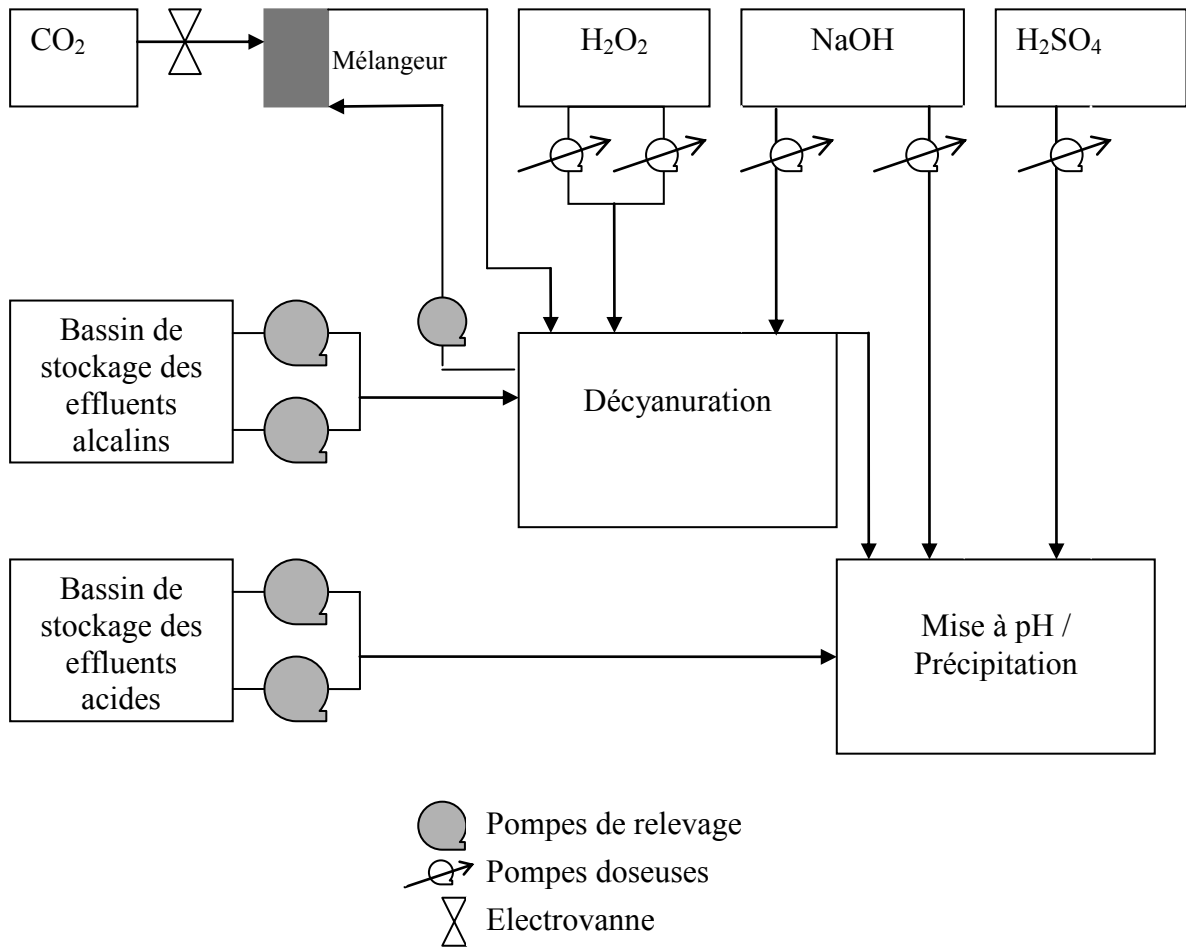 CO₂
Mélangeur
H₂O₂
NaOH
H₂SO₄
Bassin de
stockage des
effluents
alcalins
Décyanuration
Bassin de
stockage des
effluents
acides
Mise à pH /
Précipitation
Pompes de relevage
Pompes doseuses
Electrovanne